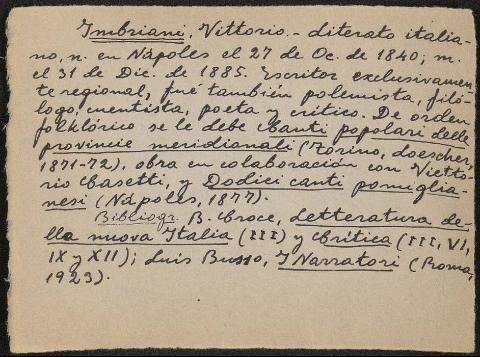 Imbriani, Vittorio.- Literato italia-
no, n. en Nápoles el 27 de Oc. de 1840; m.
el 31 de Dic. de 1885. Escritor exclusivamen-
te regional, fué también polemista, filó-
logo, cuentista, poeta y crítico. De orden
folklórico se le debe Canti popolari delle
provincie meridionali (Torino, Loescher,
1871-72), obra en colaboración con Vitto-
rio Casetti, y Dodici canti pomiglia-
nesi (Nápoles, 1877).
Bibliogr. B. Croce, Letteratura de-
lla nuova Italia (III) y Critica (III, VI,
IX y XII); Luis Busso, I Narratori (Roma,
1923).